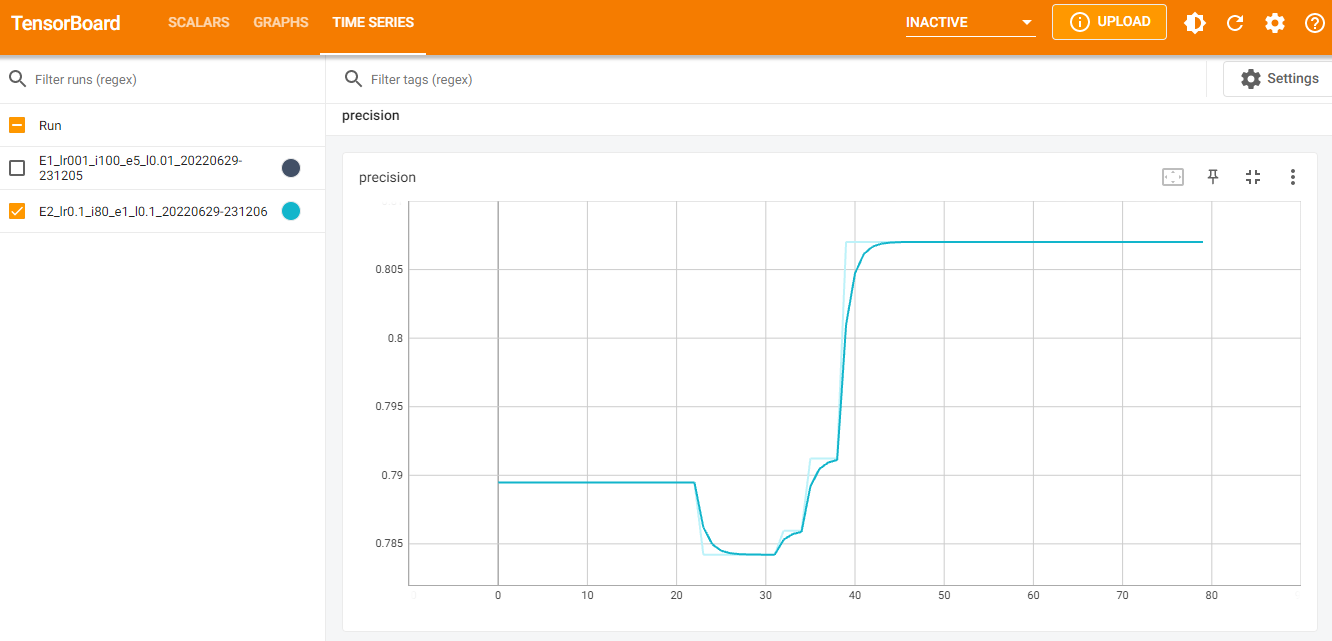 TensorBoard
SCALARS
GRAPHS
TIME SERIES
INACTIVE
UPLOAD
Filter runs (regex)
Filter tags (regex)
Settings
Run
precision
E1_lr001_i100_e5_l0.01_20220629-
231205
E2_lr0.1_i80_e1_l0.1_20220629-231206
precision
0.805
0.8
0.795
0.79
0.785
0
10
20
30
40
50
60
70
80